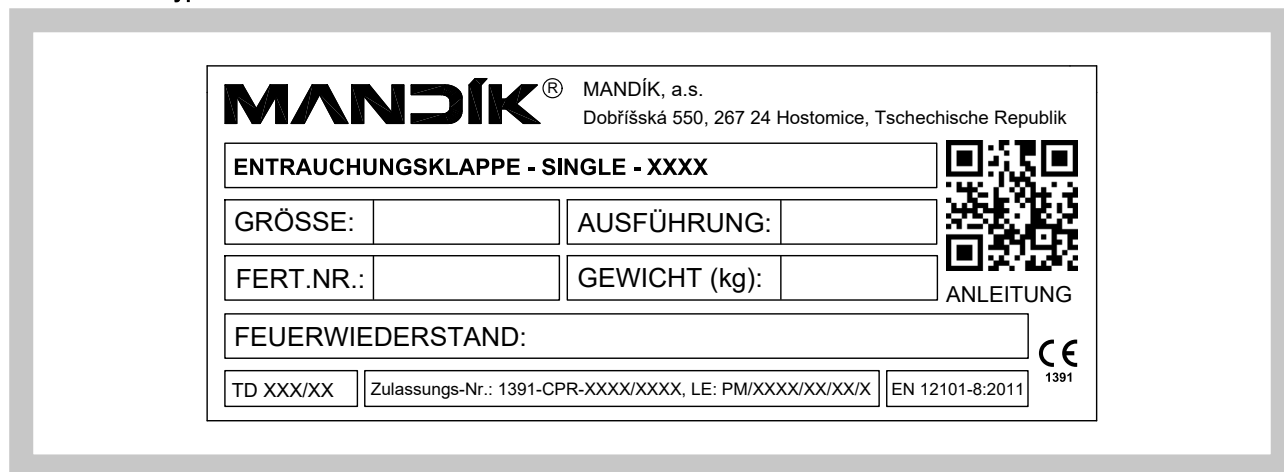 MANDÍK® MANDÍK, a.s.
Dobříšská 550, 267 24 Hostomice, Tschechische Republik
ENTRAUCHUNGSKLAPPE - SINGLE - XXXX
GRÖSSE: AUSFÜHRUNG:
FERT.NR.: GEWICHT (kg):
ANLEITUNG
FEUERWIEDERSTAND:
CE
1391
TD XXX/XX Zulassungs-Nr.: 1391-CPR-XXXX/XXXX, LE: PM/XXXX/XX/XX/X EN 12101-8:2011